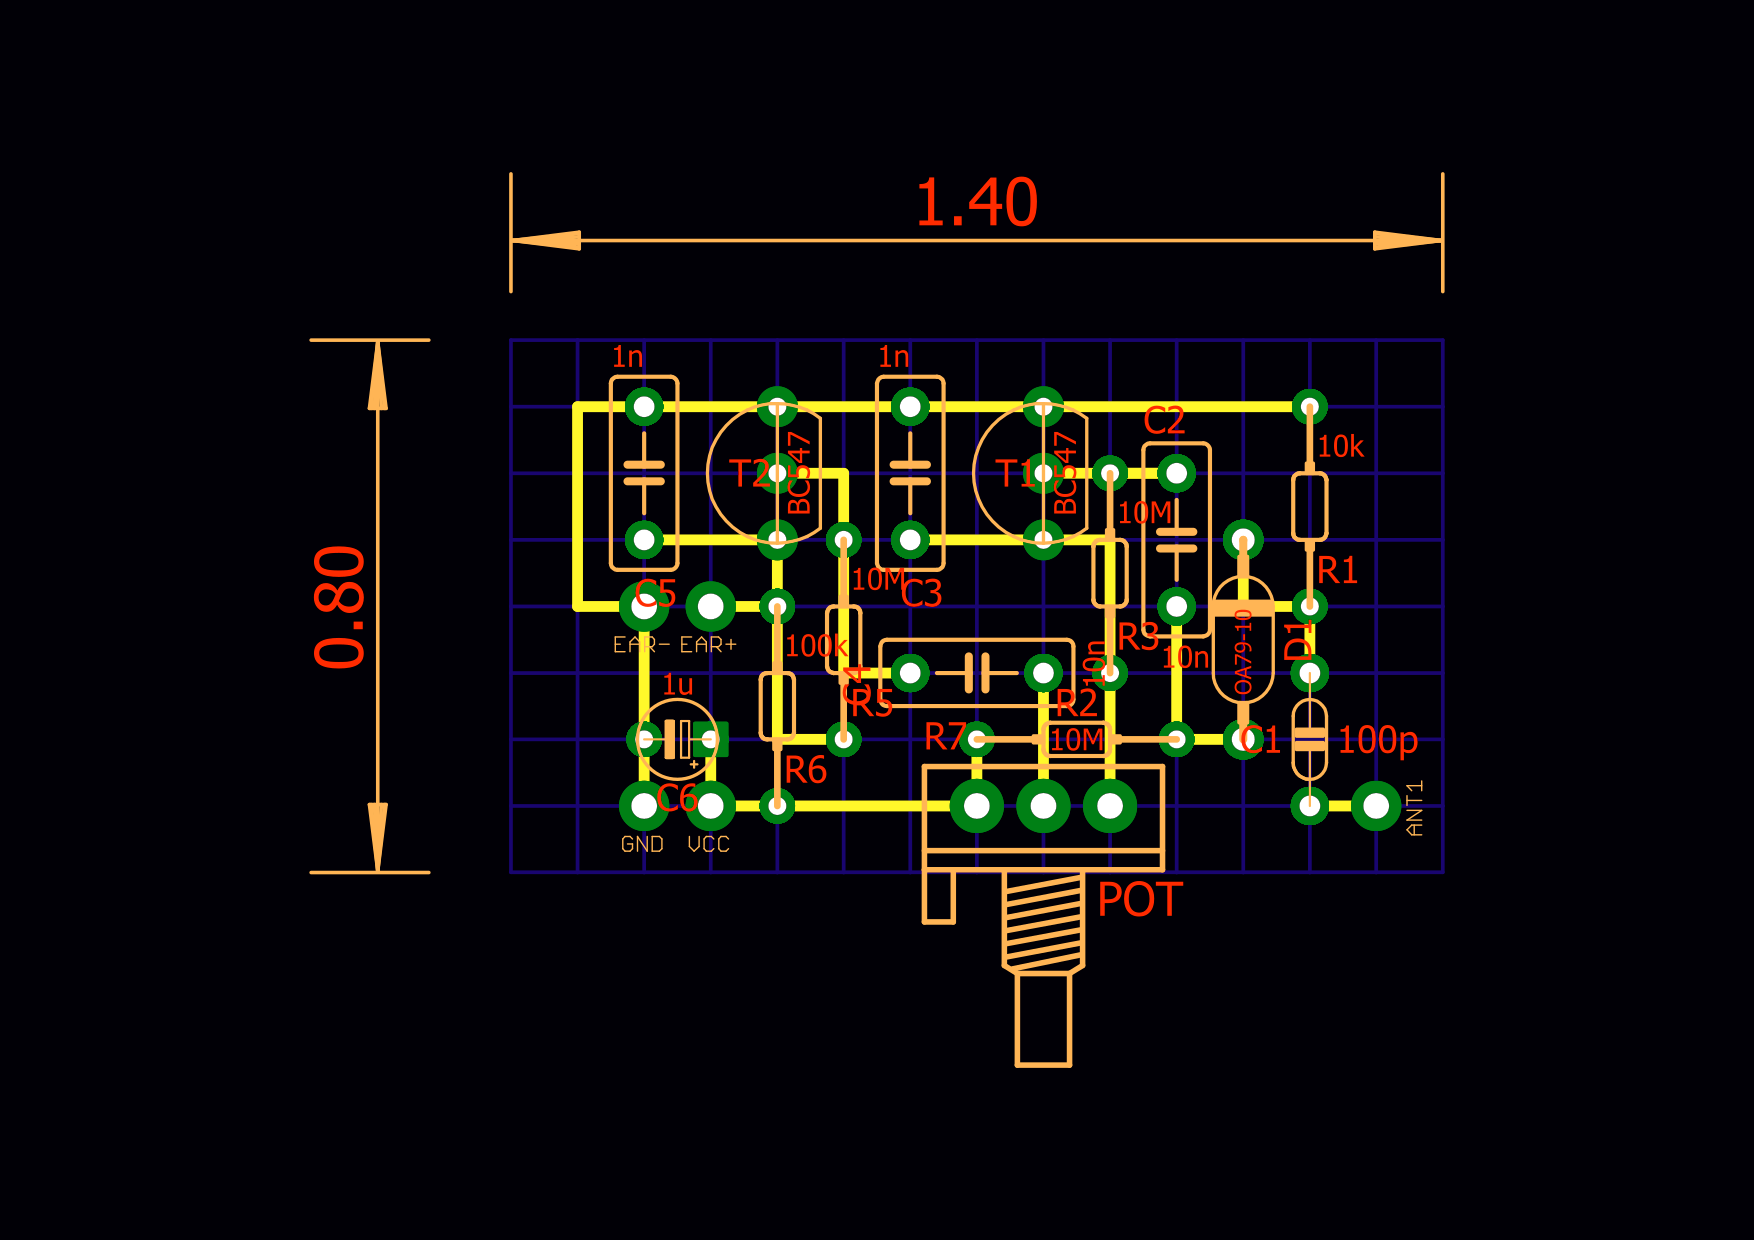 1.40
0.80
1n
1n
C2
10k
T2
BC547
T1
BC547
10M
10M
R1
C5
C3
EAR- EAR+
100k
R3
10n
10n
OA79-10
D1
1u
C4
R5
R2
R7
10M
C1
100p
R6
C6
ANT1
GND
VCC
POT